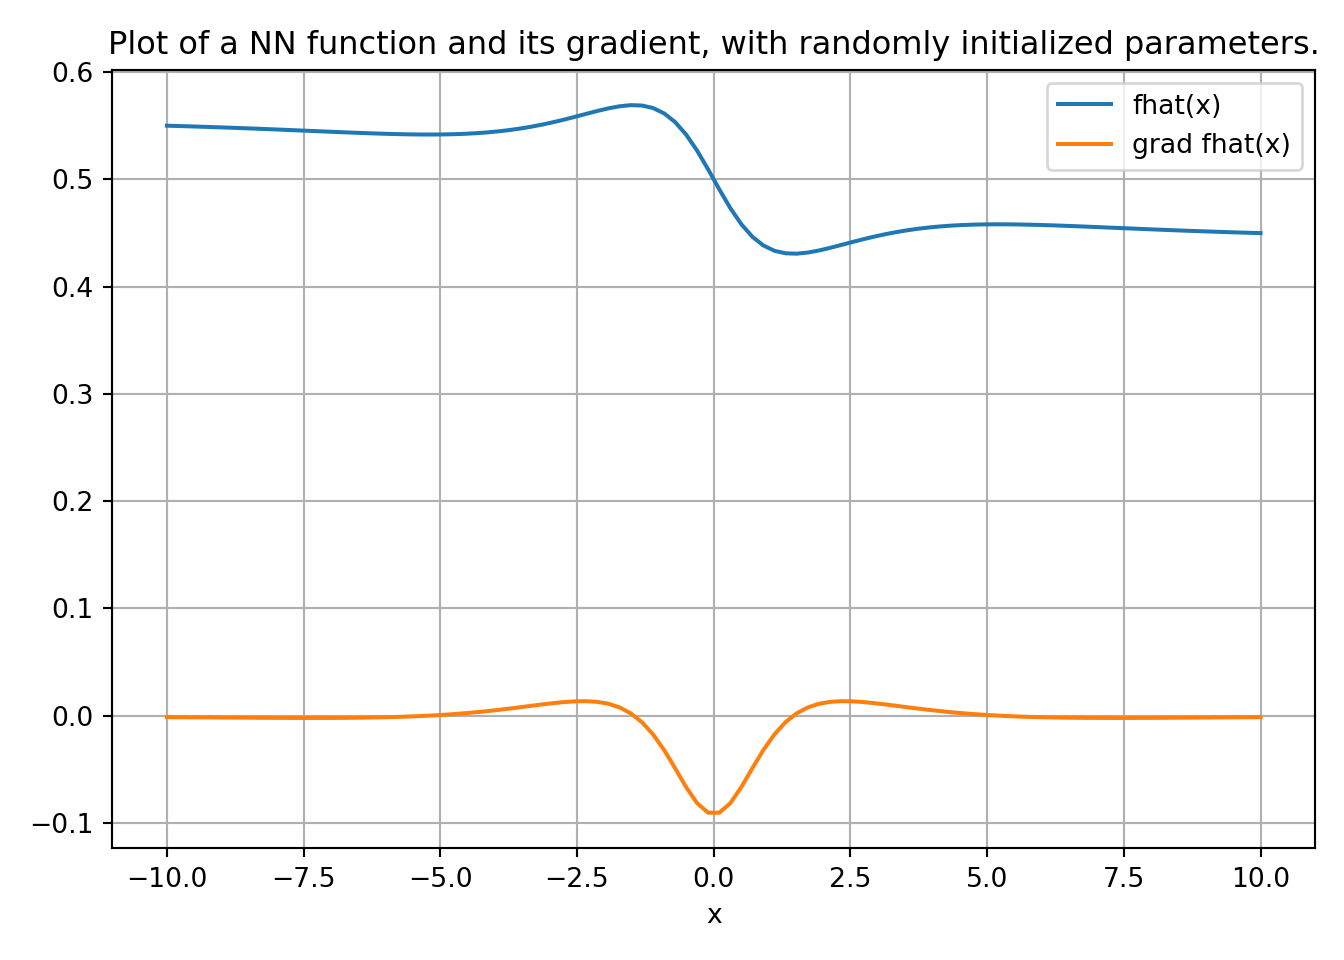 Plot of a NN function and its gradient, with randomly initialized parameters.
0.6
0.5
0.4
0.3
0.2
0.1
0.0
−0.1
fhat(x)
grad fhat(x)
−10.0 −7.5 −5.0 −2.5 0.0 2.5 5.0 7.5 10.0
x